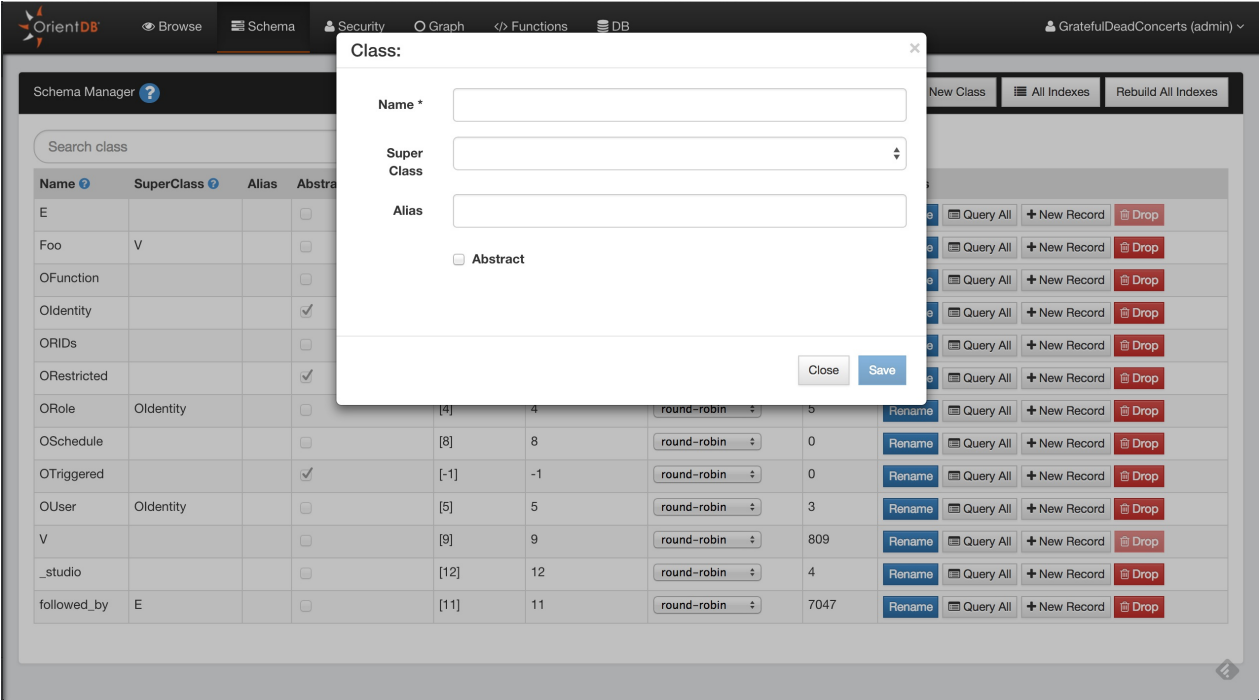 OrientDB Browse Schema Security Graph Functions DB GratefulDeadConcerts (admin)
Class: ×
Schema Manager ? New Class All Indexes Rebuild All Indexes
Name *
Search class
Super Class
Name ? SuperClass ? Alias Abstra
Alias
E Query All New Record Drop
Foo V Query All New Record Drop
Abstract
OFunction Query All New Record Drop
OIdentity Query All New Record Drop
ORIDs Query All New Record Drop
Close Save
ORestricted Query All New Record Drop
ORole OIdentity [4] 4 round-robin 5 Rename Query All New Record Drop
OSchedule [8] 8 round-robin 0 Rename Query All New Record Drop
OTriggered [-1] -1 round-robin 0 Rename Query All New Record Drop
OUser OIdentity [5] 5 round-robin 3 Rename Query All New Record Drop
V [9] 9 round-robin 809 Rename Query All New Record Drop
_studio [12] 12 round-robin 4 Rename Query All New Record Drop
followed_by E [11] 11 round-robin 7047 Rename Query All New Record Drop